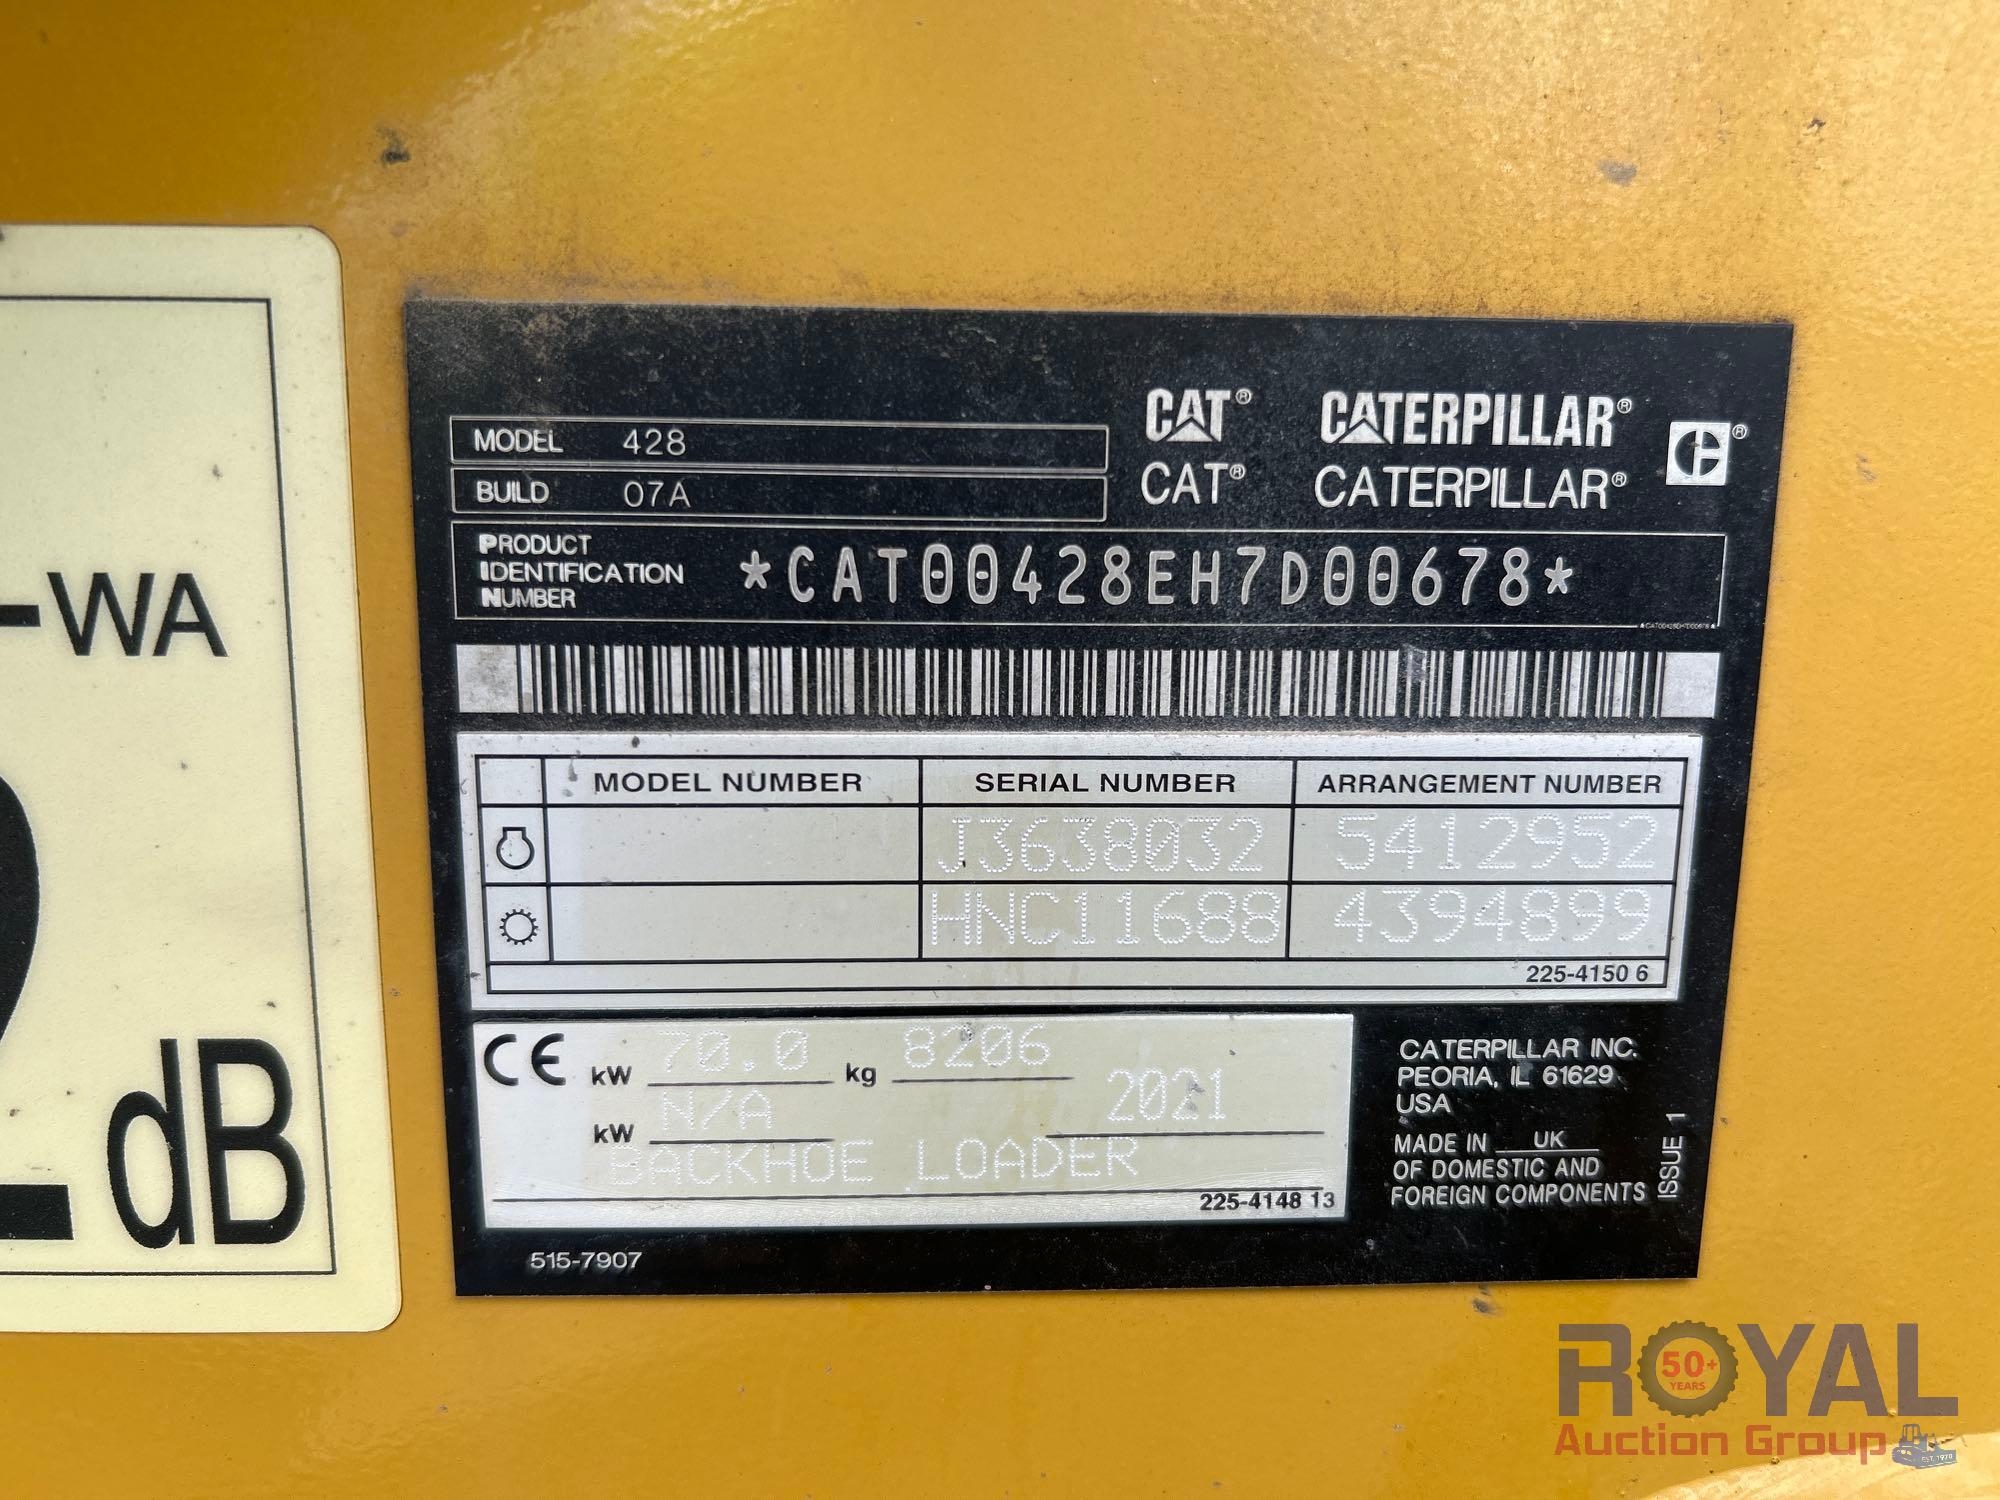 -WA
dB
MODEL 428
BUILD 07A
CAT® CATERPILLAR® ®
CAT® CATERPILLAR®
PRODUCT
IDENTIFICATION
NUMBER
*CAT00428EH7D00678*
*CAT00428EH7D00678*
MODEL NUMBER SERIAL NUMBER ARRANGEMENT NUMBER
J3638032 5412952
HNC11688 4394899
225-4150 6
CE kW 70.0 kg 8206
kW N/A 2021
BACKHOE LOADER
225-4148 13
CATERPILLAR INC.
PEORIA, IL 61629
USA
MADE IN UK
OF DOMESTIC AND
FOREIGN COMPONENTS
ISSUE 1
515-7907
ROYAL
50+
YEARS
Auction Group
EST. 1970